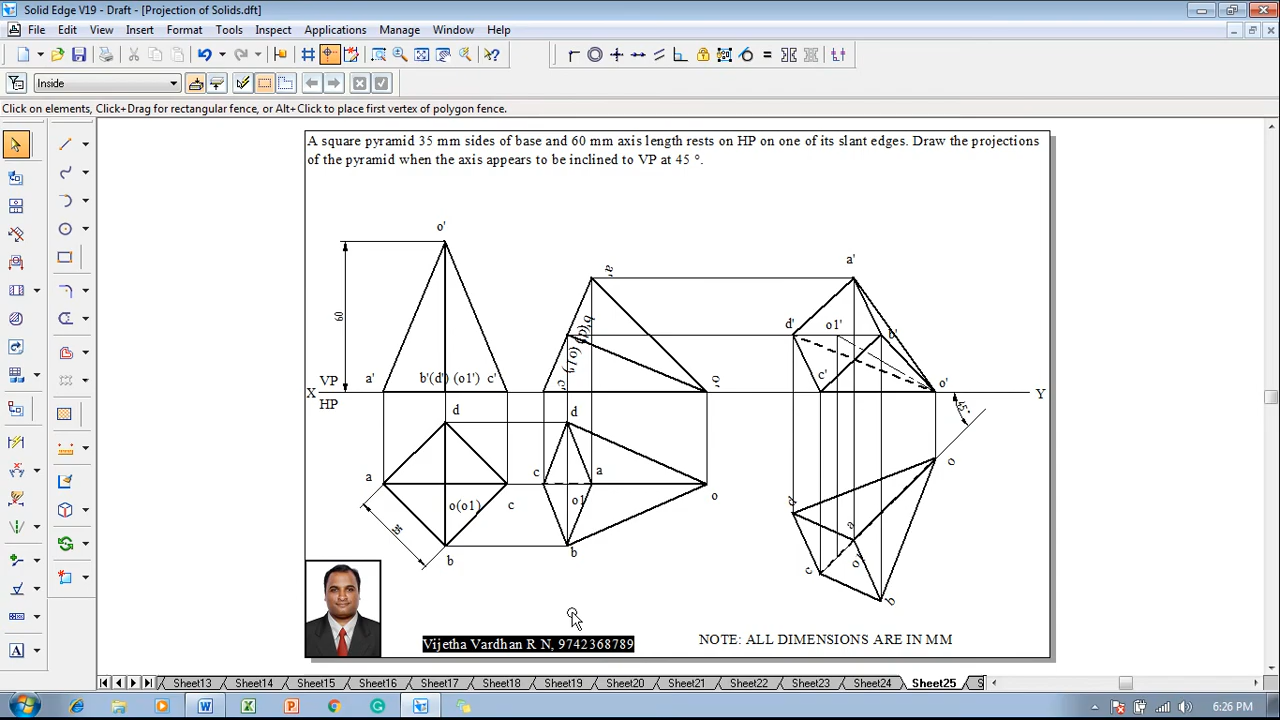 Solid Edge V19 - Draft - [Projection of Solids.dft]
File Edit View Insert Format Tools Inspect Applications Manage Window Help
Inside
Click on elements, Click+Drag for rectangular fence, or Alt+Click to place first vertex of polygon fence.
A square pyramid 35 mm sides of base and 60 mm axis length rests on HP on one of its slant edges. Draw the projections
of the pyramid when the axis appears to be inclined to VP at 45 °.
o'
a' a'
60
b'(d') d' o1' b'
(o1')
a' b'(d') (o1') c' c' o' c' o'
X VP Y
HP
45°
d d
a c a o
o(o1) c o1 o d a
35
b b c o1 b
Vijetha Vardhan R N, 9742368789
NOTE: ALL DIMENSIONS ARE IN MM
Sheet13 Sheet14 Sheet15 Sheet16 Sheet17 Sheet18 Sheet19 Sheet20 Sheet21 Sheet22 Sheet23 Sheet24 Sheet25 S
6:26 PM